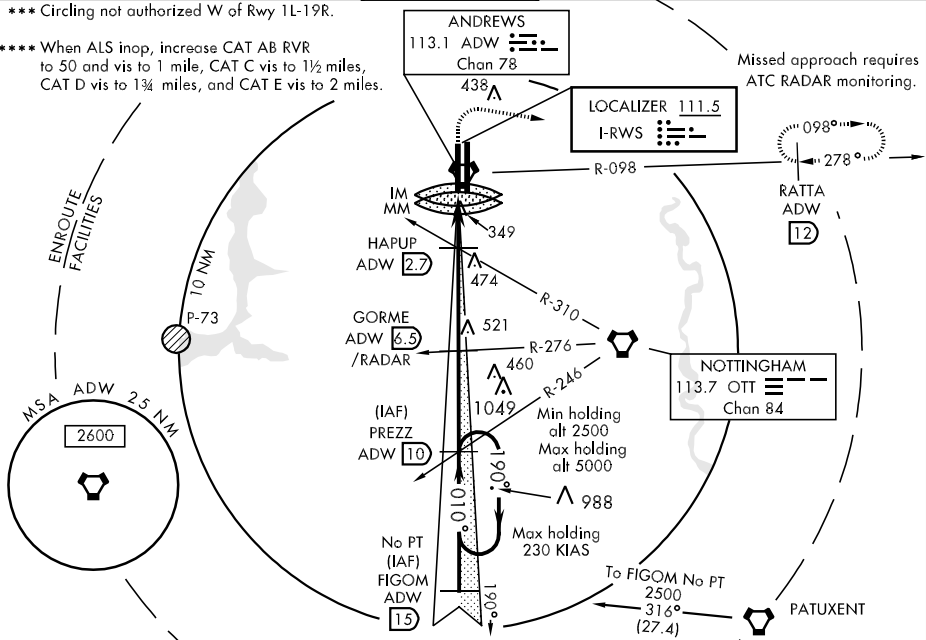 *** Circling not authorized W of Rwy 1L-19R.
**** When ALS inop, increase CAT AB RVR
to 50 and vis to 1 mile, CAT C vis to 1½ miles,
CAT D vis to 1¾ miles, and CAT E vis to 2 miles.
ANDREWS
113.1 ADW
Chan 78
Missed approach requires
ATC RADAR monitoring.
438
LOCALIZER 111.5
I-RWS
098°
278°
R-098
RATTA
ADW
12
ENROUTE
FACILITIES
IM
MM
349
HAPUP
ADW 2.7
474
10 NM
P-73
R-310
GORME
ADW 6.5
/RADAR
521
R-276
460
1049
R-246
NOTTINGHAM
113.7 OTT
Chan 84
MSA ADW 25 NM
2600
(IAF)
PREZZ
ADW 10
Min holding
alt 2500
Max holding
alt 5000
190°
010°
988
Max holding
230 KIAS
No PT
(IAF)
FIGOM
ADW
15
190°
To FIGOM No PT
2500
316°
(27.4)
PATUXENT